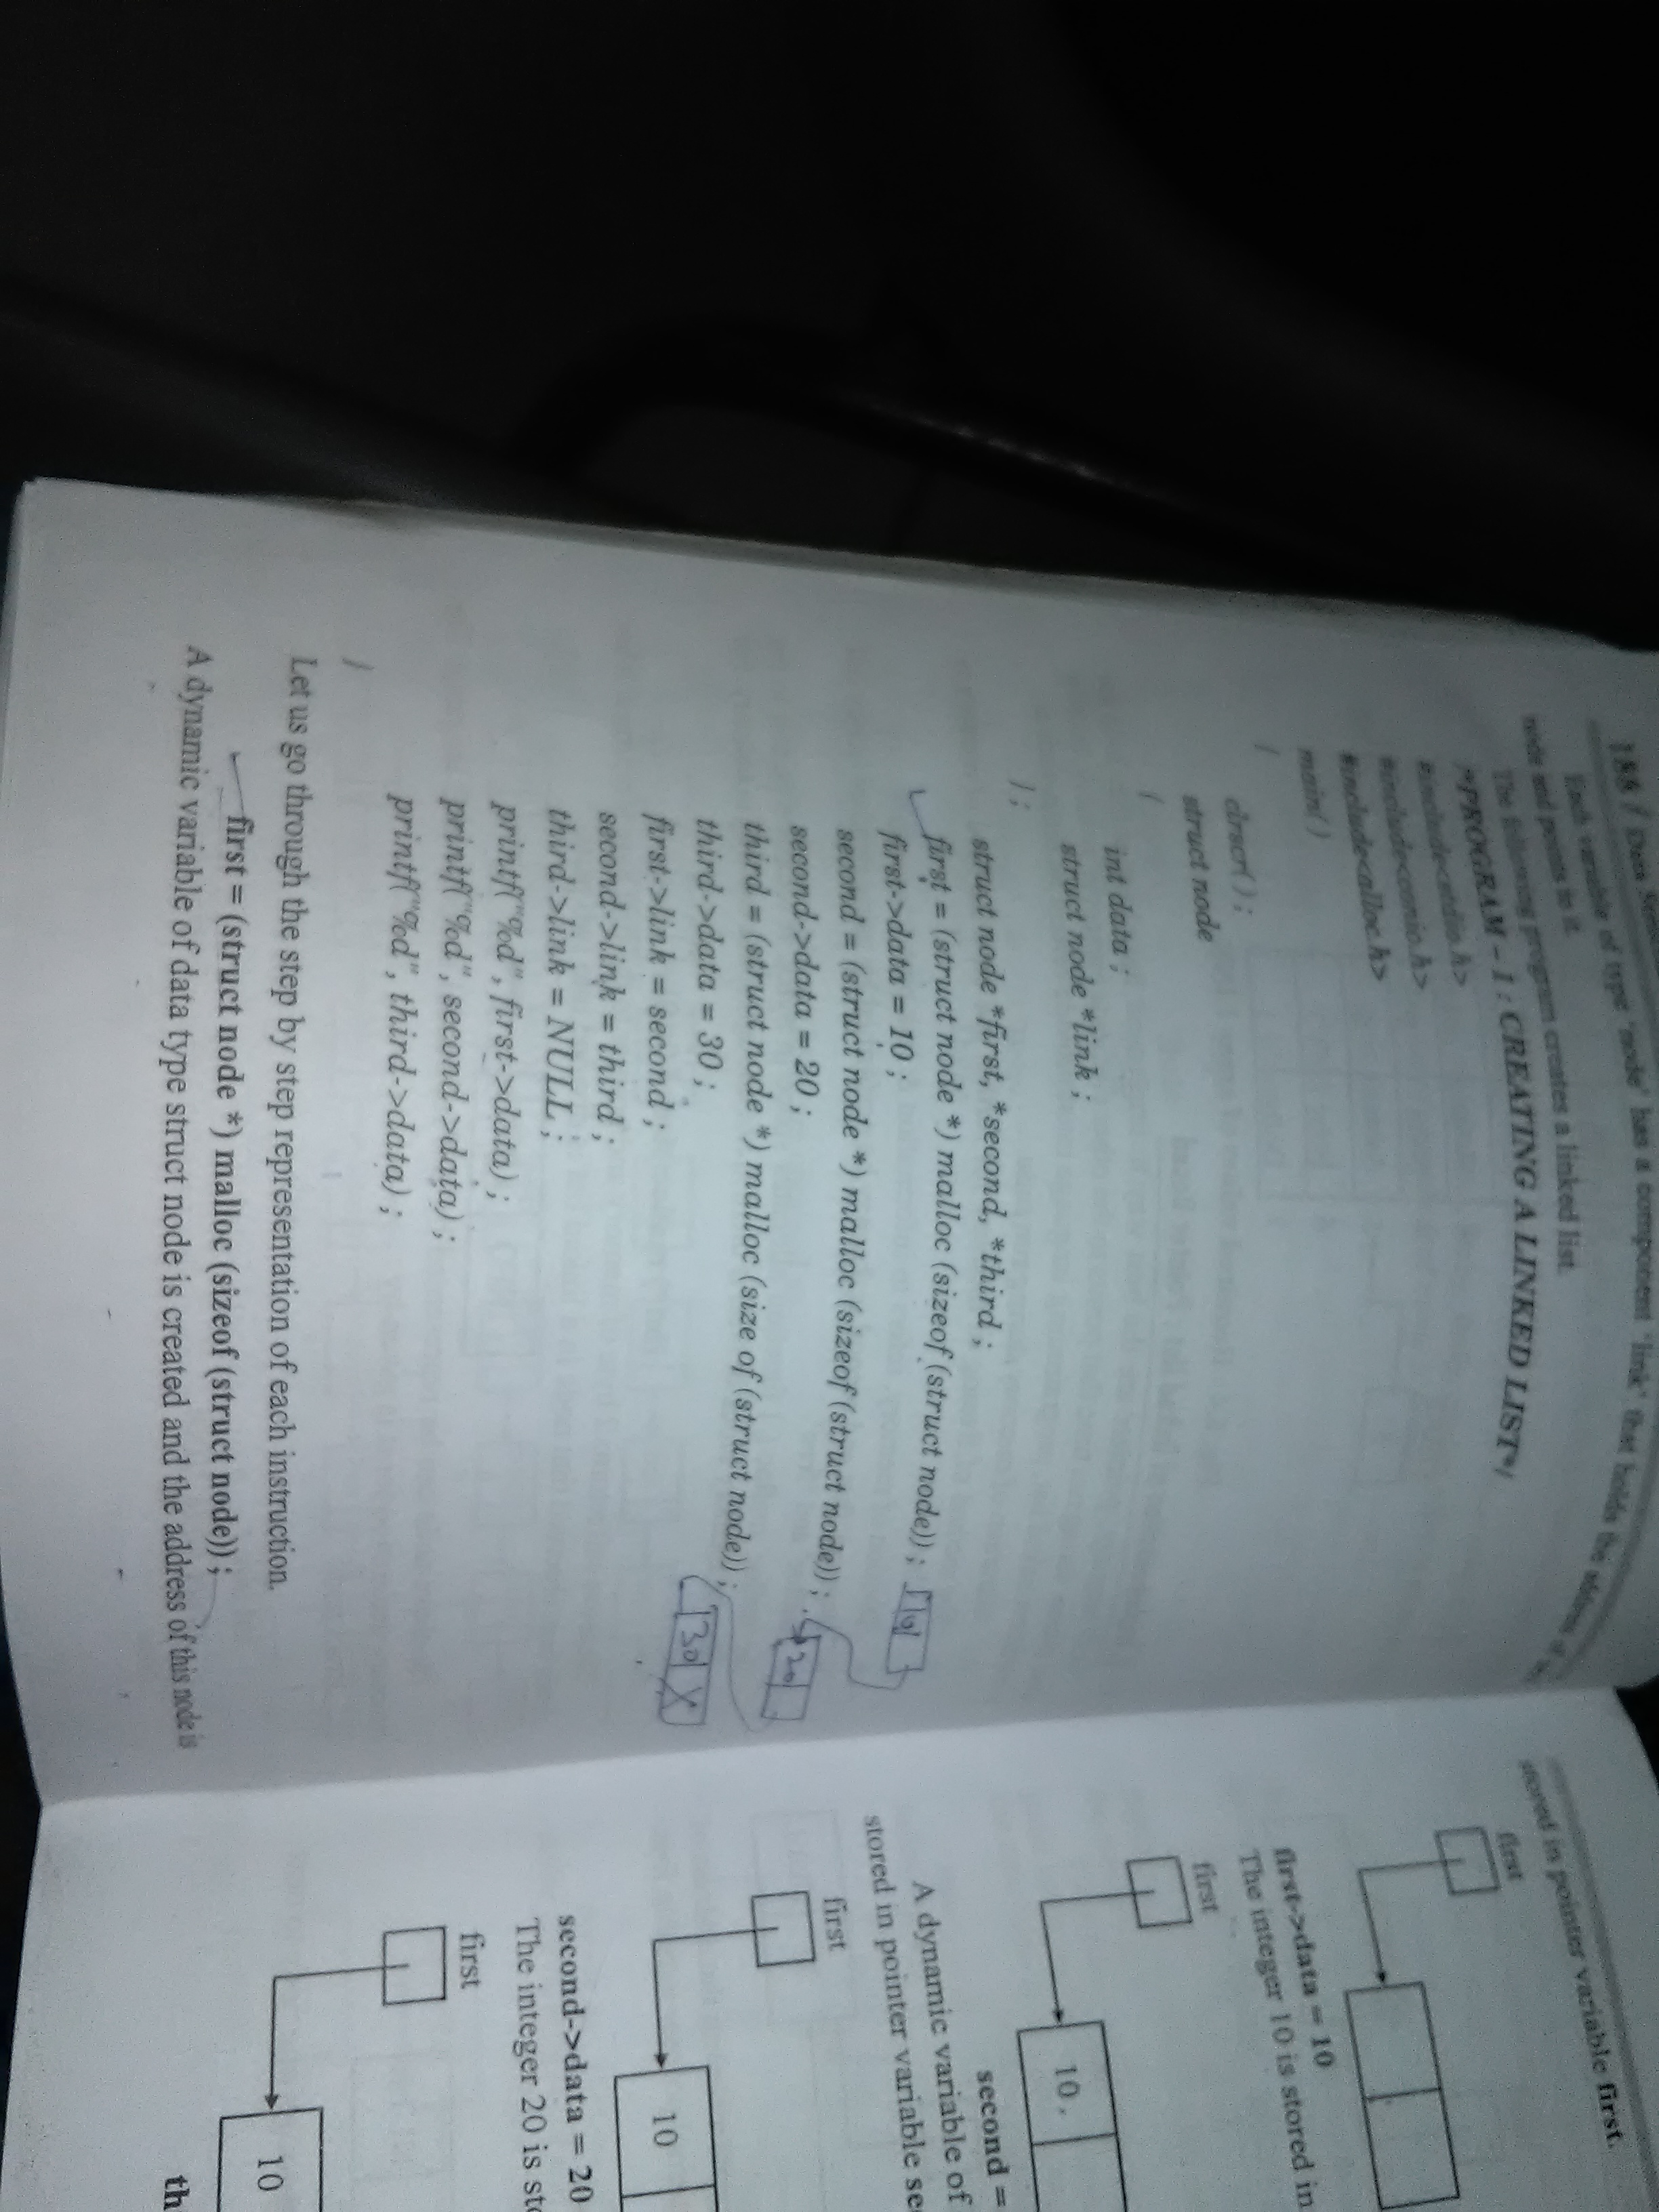 188 / Data
Each variable of type 'node' has a component 'link' that holds the address of
node and points to it.
The following program creates a linked list.
/*PROGRAM – 1 : CREATING A LINKED LIST*/
#include<stdio.h>
#include<conio.h>
#include<alloc.h>
main( )
{
clrscr( ) ;
struct node
{
int data ;
struct node *link ;
} ;
struct node *first, *second, *third ;
first = (struct node *) malloc (sizeof (struct node)) ;
first->data = 10 ;
second = (struct node *) malloc (sizeof (struct node)) ;
20
second->data = 20 ;
third = (struct node *) malloc (size of (struct node)) ;
30 X
third->data = 30 ;
first->link = second ;
second->link = third ;
third->link = NULL ;
printf("%d", first->data) ;
printf("%d", second->data) ;
printf("%d", third->data) ;
}
Let us go through the step by step representation of each instruction.
first = (struct node *) malloc (sizeof (struct node)) ;
A dynamic variable of data type struct node is created and the address of this node is
stored in pointer variable first.
first
first->data = 10
The integer 10 is stored in
first
10
second =
A dynamic variable of
stored in pointer variable se
first
10
second->data = 20
The integer 20 is sto
first
10
th